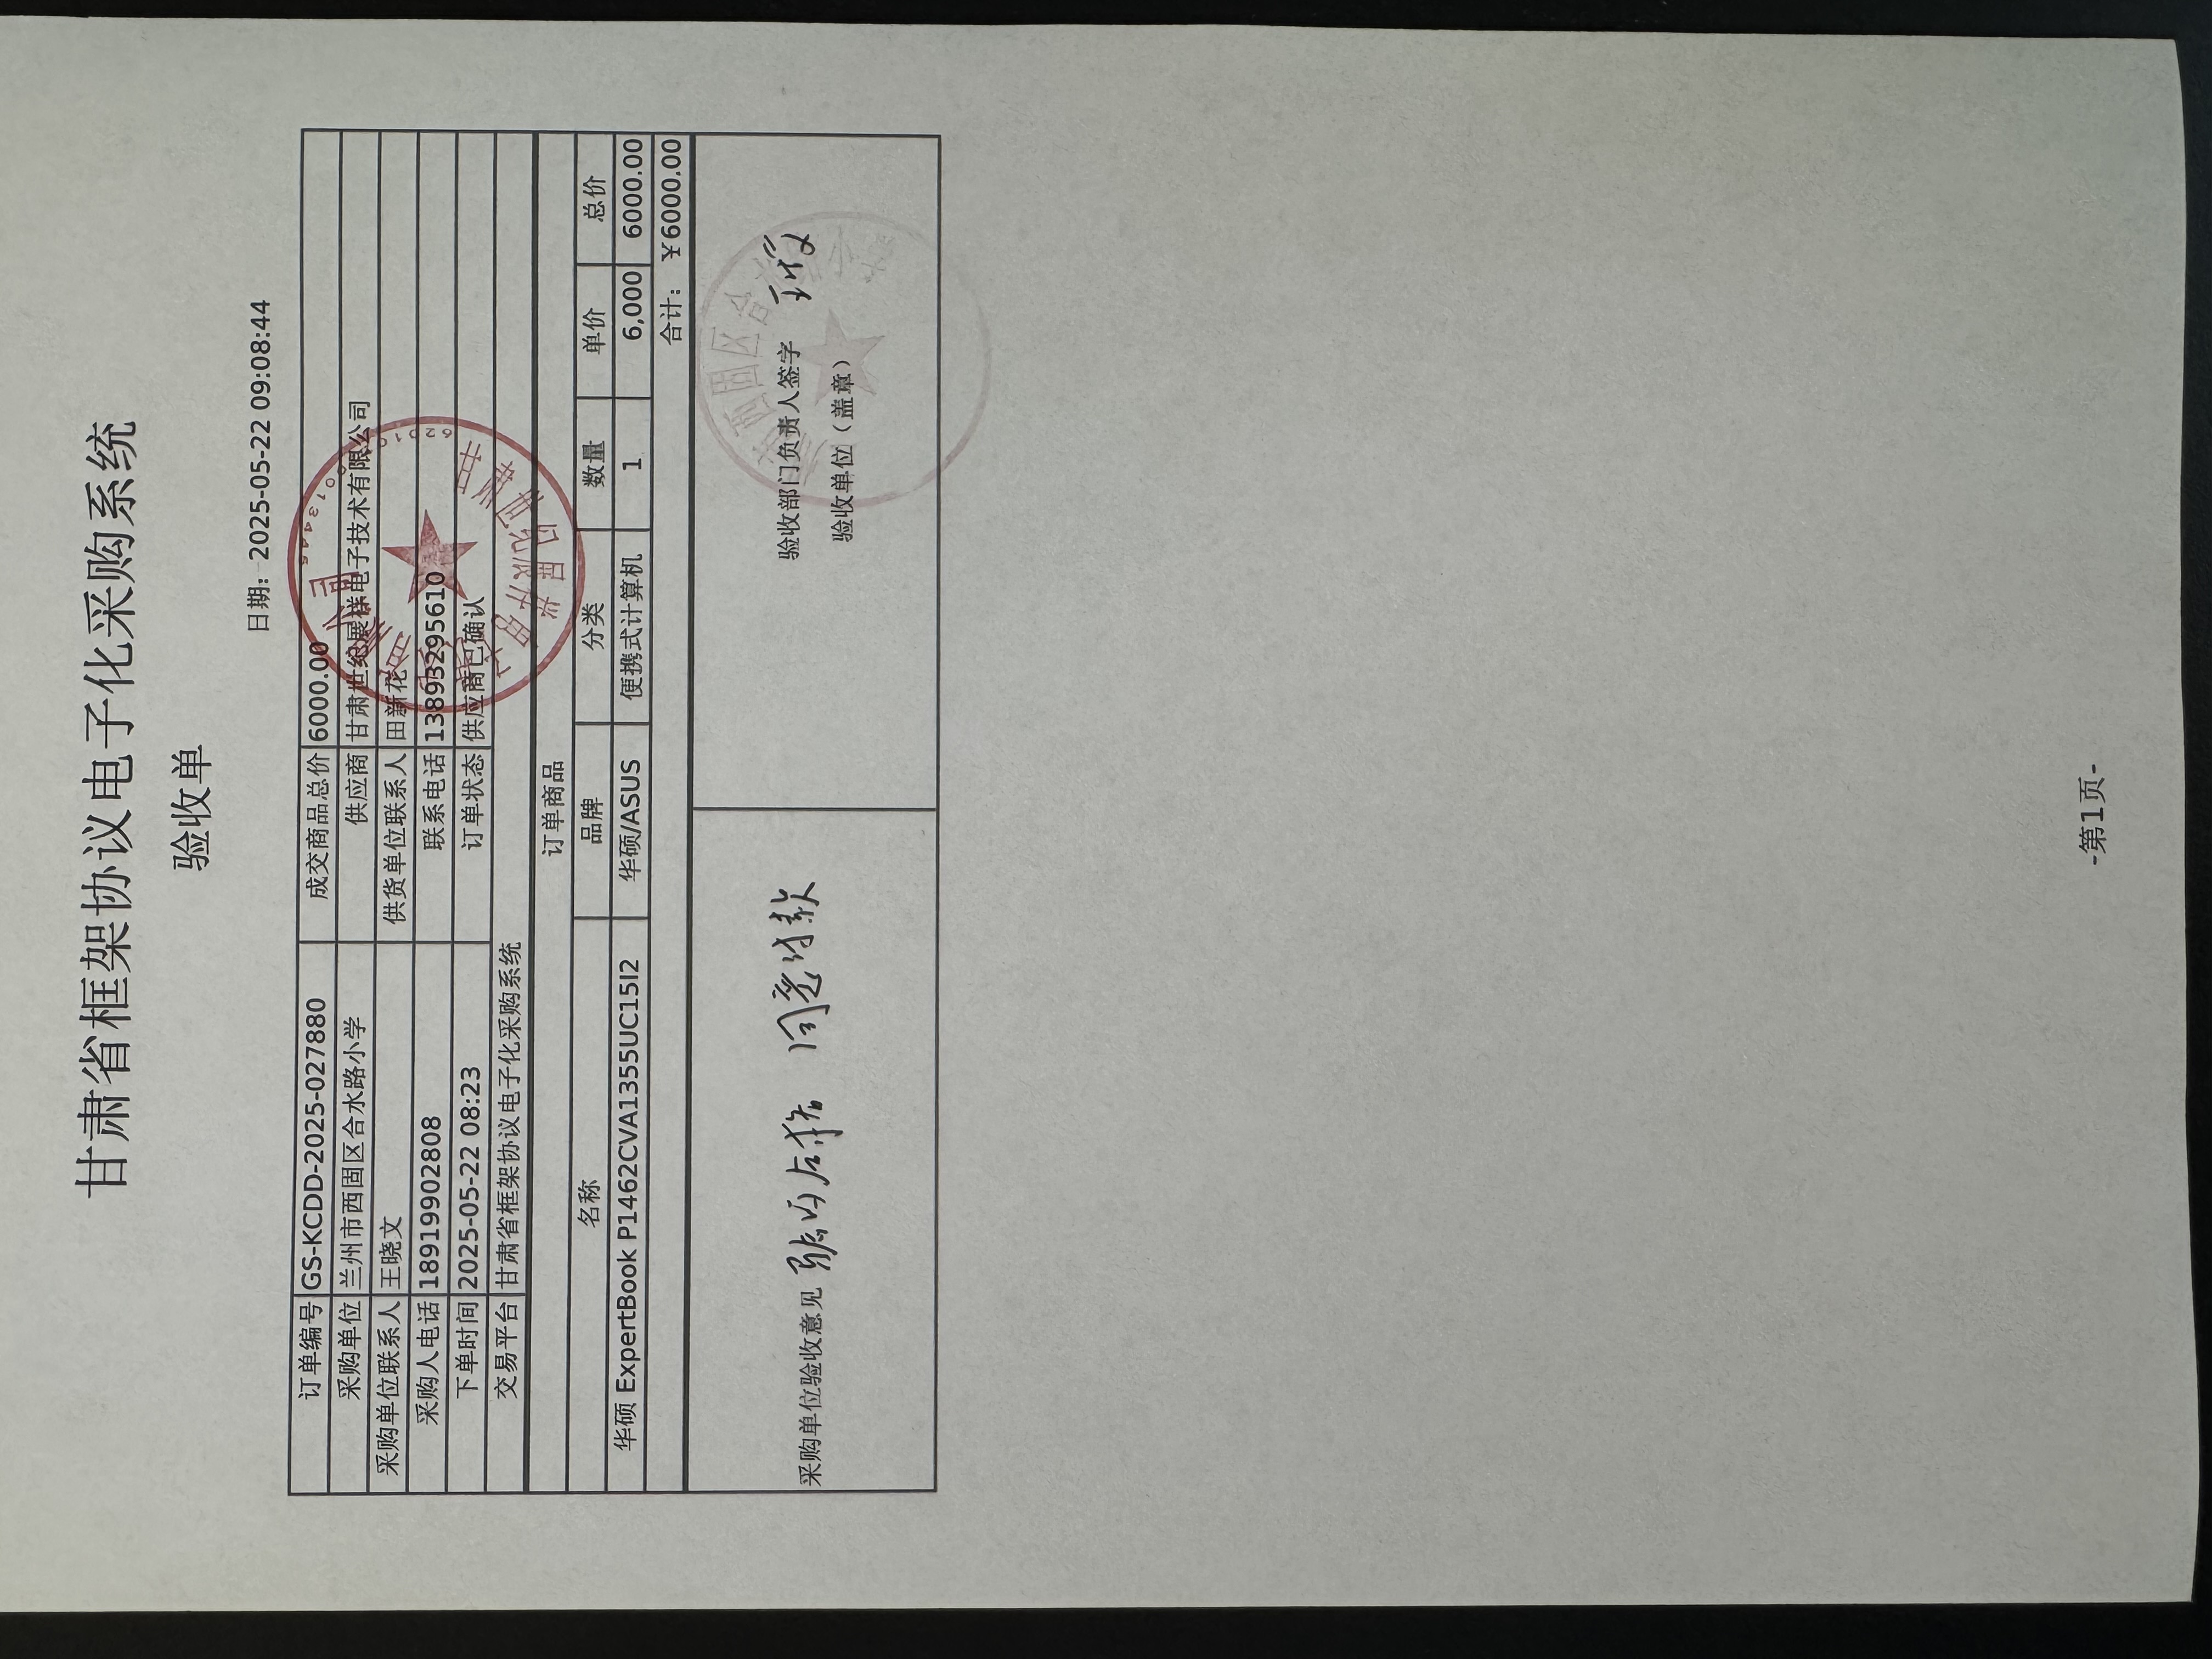 甘肃省框架协议电子化采购系统
验收单
日期: 2025-05-22 09:08:44
订单编号 GS-KCDD-2025-027880 成交商品总价 6000.00
采购单位 兰州市西固区合水路小学 供应商 甘肃世纪展祥电子技术有限公司
采购单位联系人 王晓文 供货单位联系人 田新花
采购人电话 18919902808 联系电话 13893295610
下单时间 2025-05-22 08:23 订单状态 供应商已确认
交易平台 甘肃省框架协议电子化采购系统
订单商品
名称 品牌 分类 数量 单价 总价
华硕 ExpertBook P1462CVA1355UC15I2 华硕/ASUS 便携式计算机 1 6,000 6000.00
合计: ¥6000.00
采购单位验收意见
验收部门负责人签字
验收单位（盖章）
西固区合
-第1页-